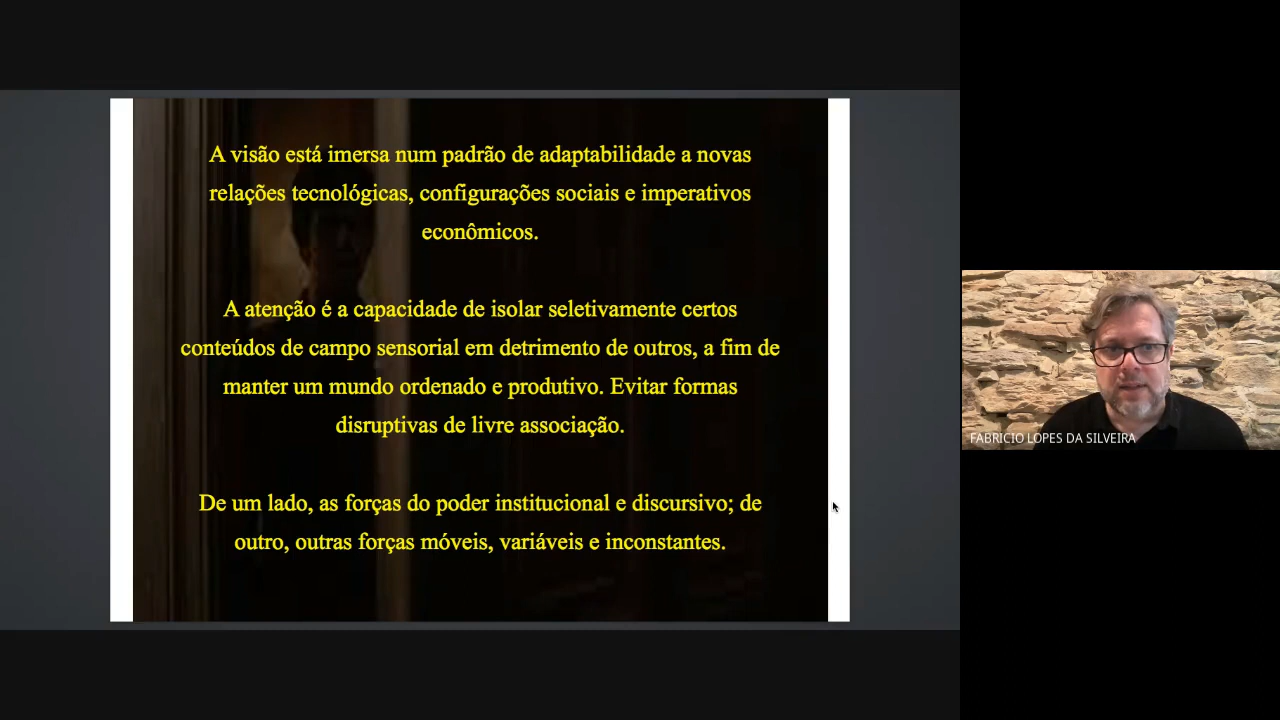 A visão está imersa num padrão de adaptabilidade a novas
relações tecnológicas, configurações sociais e imperativos
econômicos.
A atenção é a capacidade de isolar seletivamente certos
conteúdos de campo sensorial em detrimento de outros, a fim de
manter um mundo ordenado e produtivo. Evitar formas
disruptivas de livre associação.
De um lado, as forças do poder institucional e discursivo; de
outro, outras forças móveis, variáveis e inconstantes.
FABRICIO LOPES DA SILVEIRA